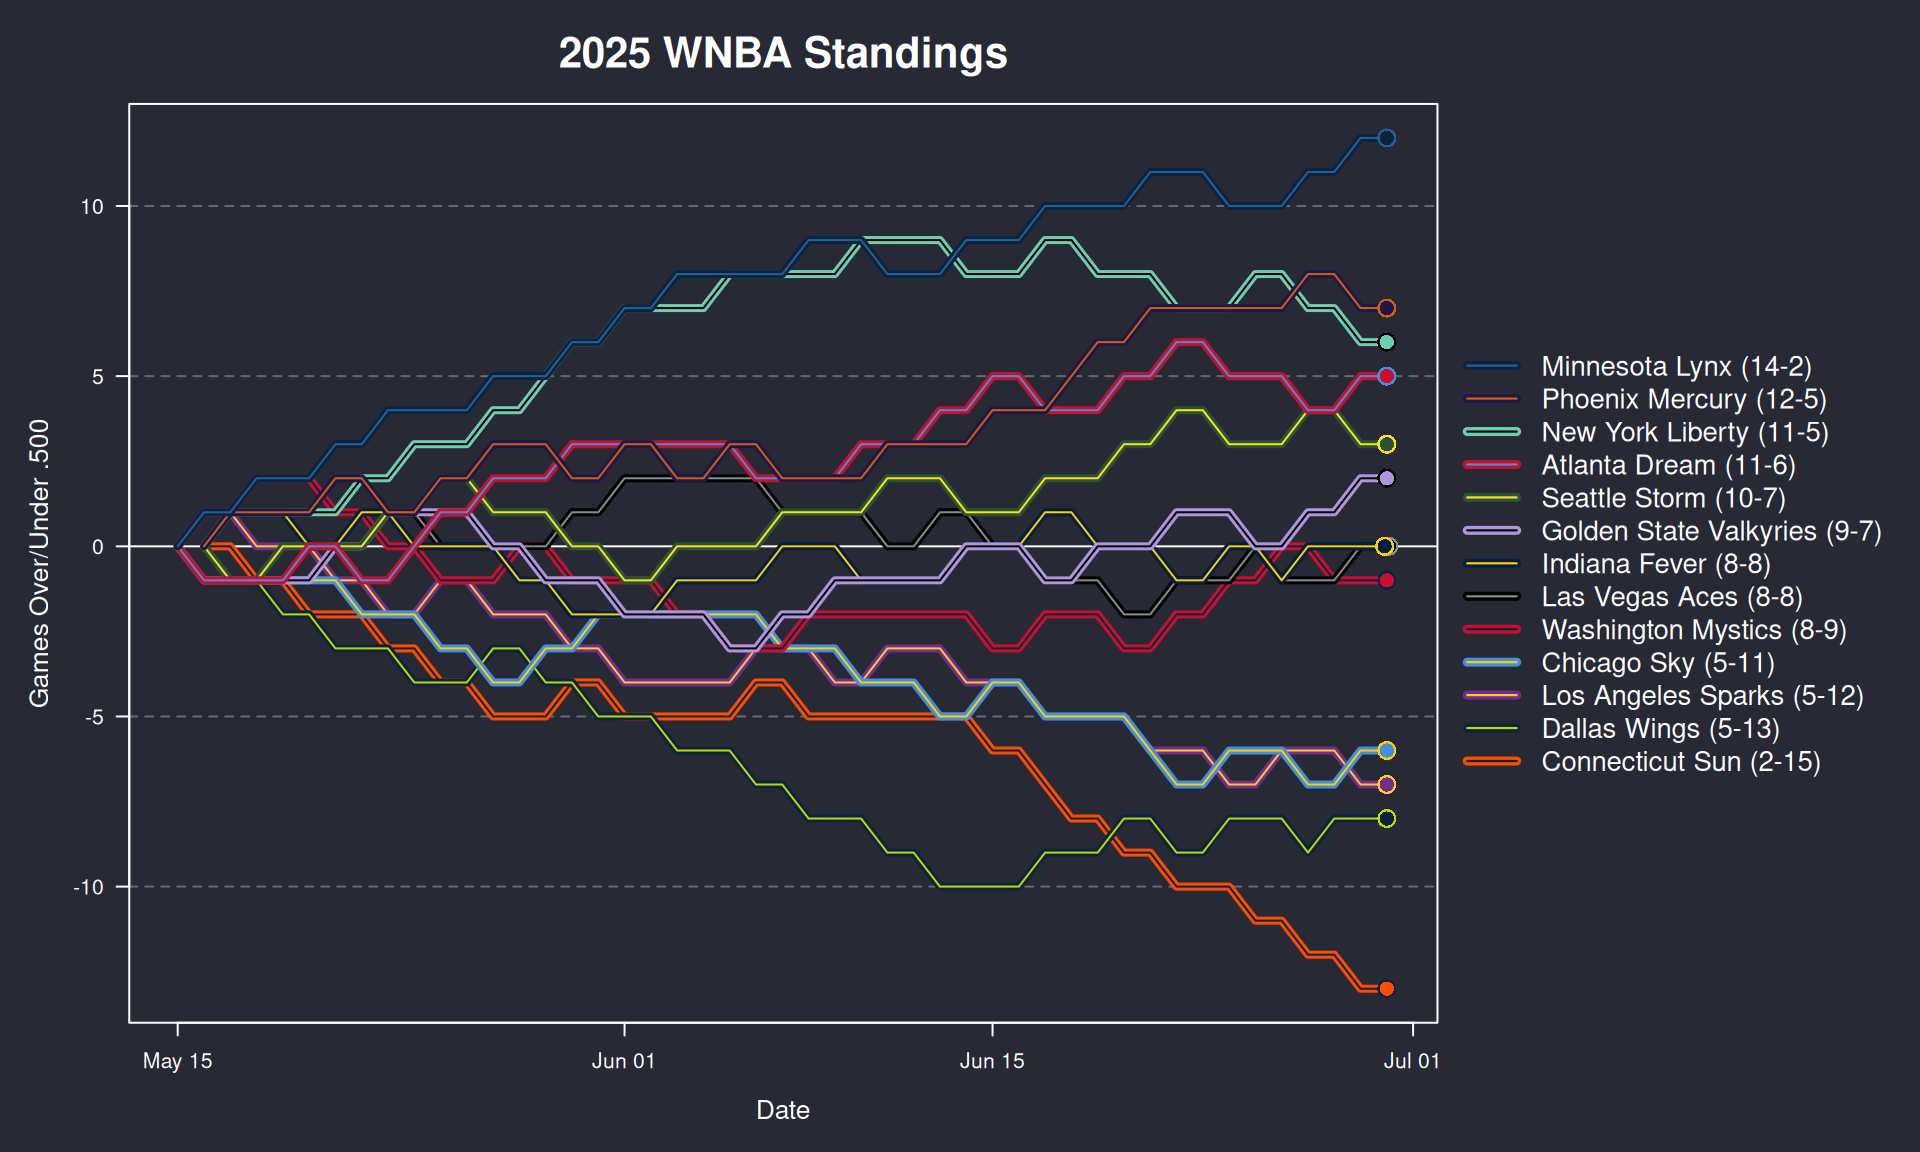 2025 WNBA Standings
Games Over/Under .500
10
5
0
-5
-10
May 15
Jun 01
Jun 15
Jul 01
Date
Minnesota Lynx (14-2)
Phoenix Mercury (12-5)
New York Liberty (11-5)
Atlanta Dream (11-6)
Seattle Storm (10-7)
Golden State Valkyries (9-7)
Indiana Fever (8-8)
Las Vegas Aces (8-8)
Washington Mystics (8-9)
Chicago Sky (5-11)
Los Angeles Sparks (5-12)
Dallas Wings (5-13)
Connecticut Sun (2-15)